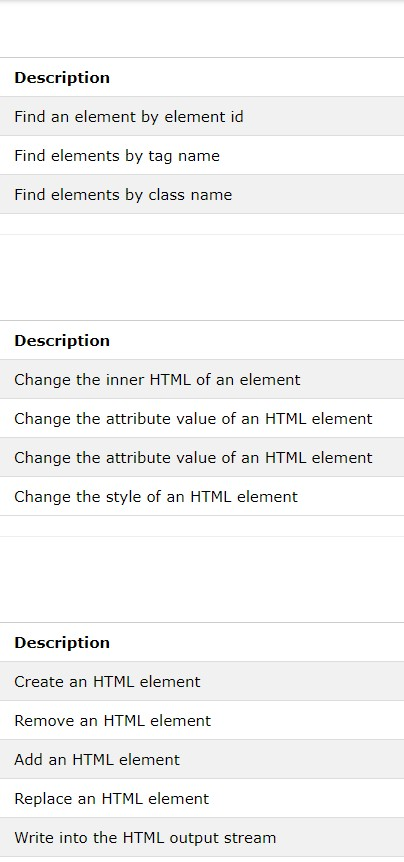 Description
Find an element by element id
Find elements by tag name
Find elements by class name
Description
Change the inner HTML of an element
Change the attribute value of an HTML element
Change the attribute value of an HTML element
Change the style of an HTML element
Description
Create an HTML element
Remove an HTML element
Add an HTML element
Replace an HTML element
Write into the HTML output stream